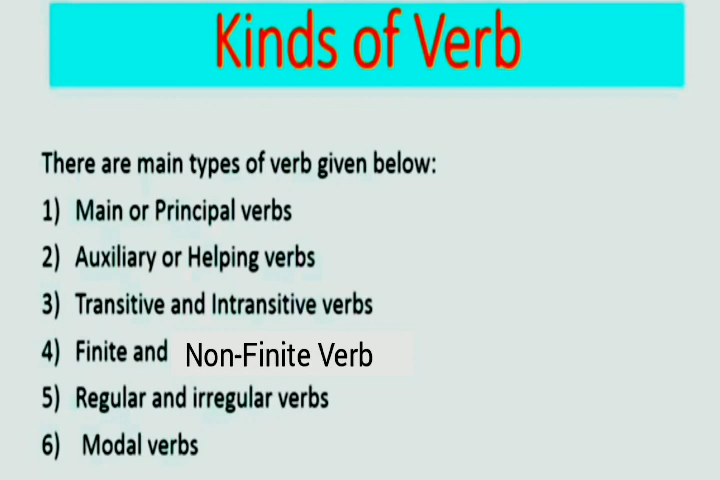 Kinds of Verb
There are main types of verb given below:
1) Main or Principal verbs
2) Auxiliary or Helping verbs
3) Transitive and Intransitive verbs
4) Finite and Non-Finite Verb
5) Regular and irregular verbs
6) Modal verbs